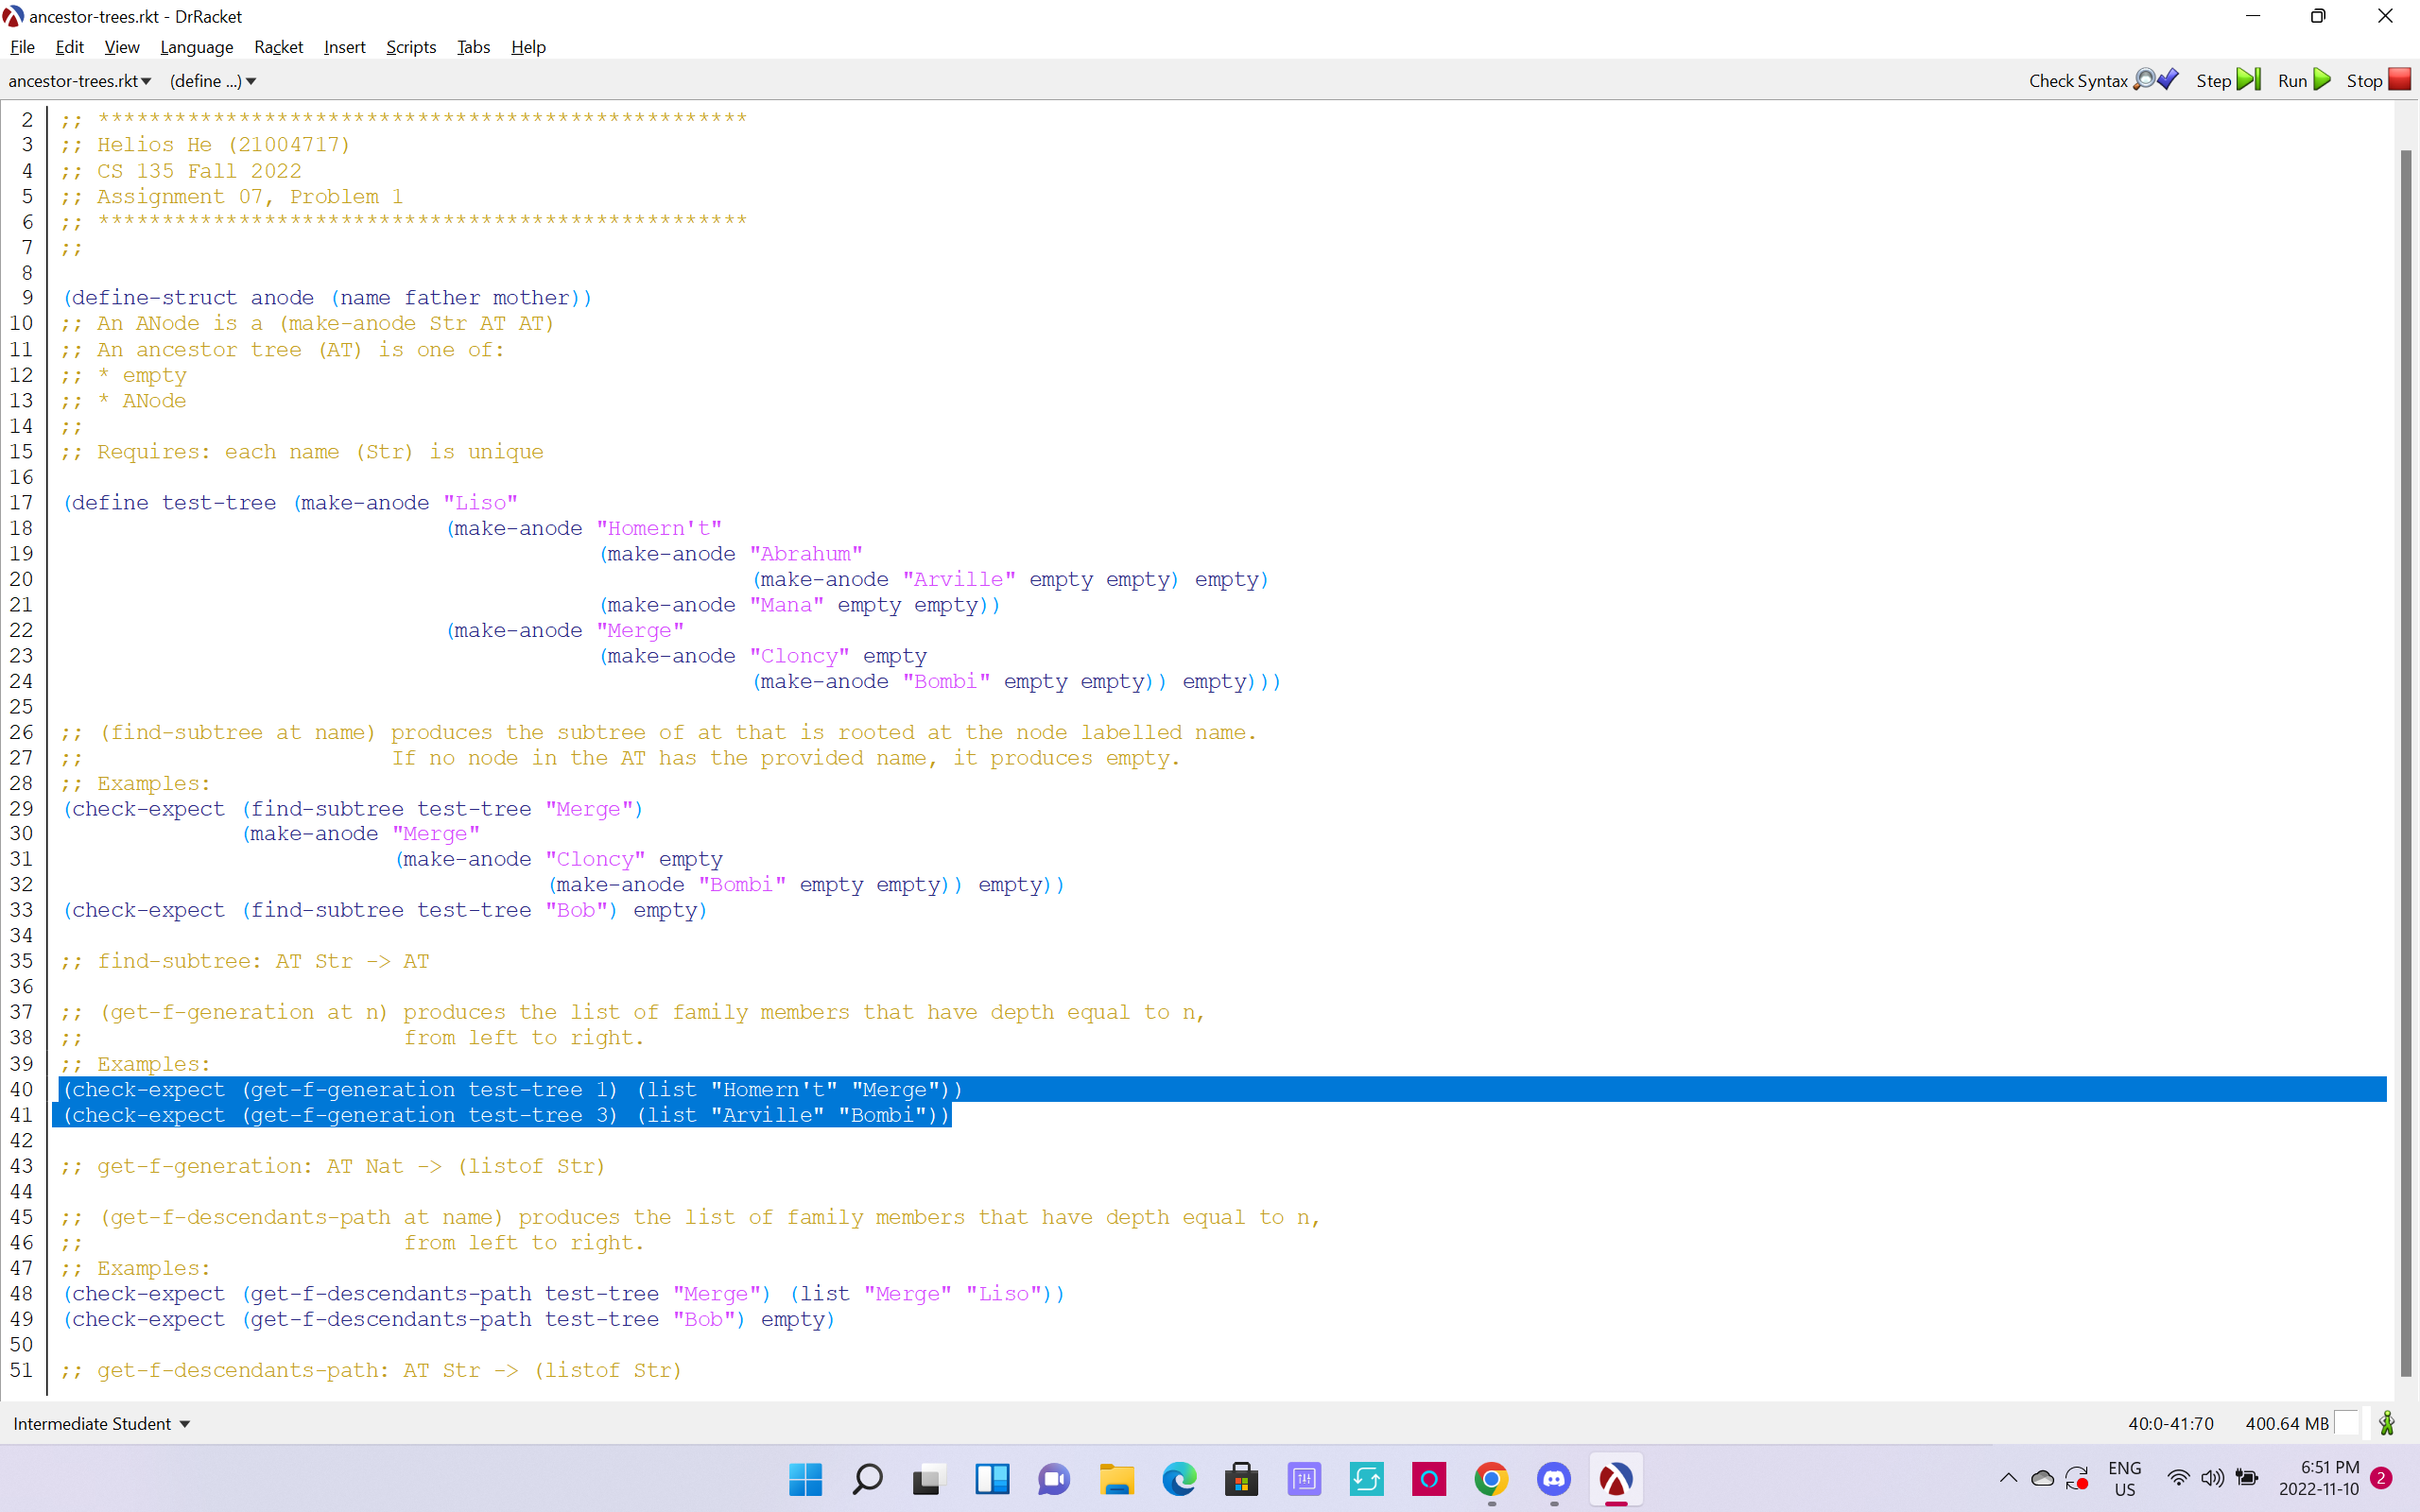 ancestor-trees.rkt - DrRacket
File Edit View Language Racket Insert Scripts Tabs Help
ancestor-trees.rkt▾ (define ...)▾ Check Syntax Step Run Stop
2 ;; ***************************************************
3 ;; Helios He (21004717)
4 ;; CS 135 Fall 2022
5 ;; Assignment 07, Problem 1
6 ;; ***************************************************
7 ;;
8
9 (define-struct anode (name father mother))
10 ;; An ANode is a (make-anode Str AT AT)
11 ;; An ancestor tree (AT) is one of:
12 ;; * empty
13 ;; * ANode
14 ;;
15 ;; Requires: each name (Str) is unique
16
17 (define test-tree (make-anode "Liso"
18 (make-anode "Homern't"
19 (make-anode "Abrahum"
20 (make-anode "Arville" empty empty) empty)
21 (make-anode "Mana" empty empty))
22 (make-anode "Merge"
23 (make-anode "Cloncy" empty
24 (make-anode "Bombi" empty empty)) empty)))
25
26 ;; (find-subtree at name) produces the subtree of at that is rooted at the node labelled name.
27 ;; If no node in the AT has the provided name, it produces empty.
28 ;; Examples:
29 (check-expect (find-subtree test-tree "Merge")
30 (make-anode "Merge"
31 (make-anode "Cloncy" empty
32 (make-anode "Bombi" empty empty)) empty))
33 (check-expect (find-subtree test-tree "Bob") empty)
34
35 ;; find-subtree: AT Str -> AT
36
37 ;; (get-f-generation at n) produces the list of family members that have depth equal to n,
38 ;; from left to right.
39 ;; Examples:
40 (check-expect (get-f-generation test-tree 1) (list "Homern't" "Merge"))
41 (check-expect (get-f-generation test-tree 3) (list "Arville" "Bombi"))
42
43 ;; get-f-generation: AT Nat -> (listof Str)
44
45 ;; (get-f-descendants-path at name) produces the list of family members that have depth equal to n,
46 ;; from left to right.
47 ;; Examples:
48 (check-expect (get-f-descendants-path test-tree "Merge") (list "Merge" "Liso"))
49 (check-expect (get-f-descendants-path test-tree "Bob") empty)
50
51 ;; get-f-descendants-path: AT Str -> (listof Str)
Intermediate Student ▾ 40:0-41:70 400.64 MB
ENG 6:51 PM
US 2022-11-10 2